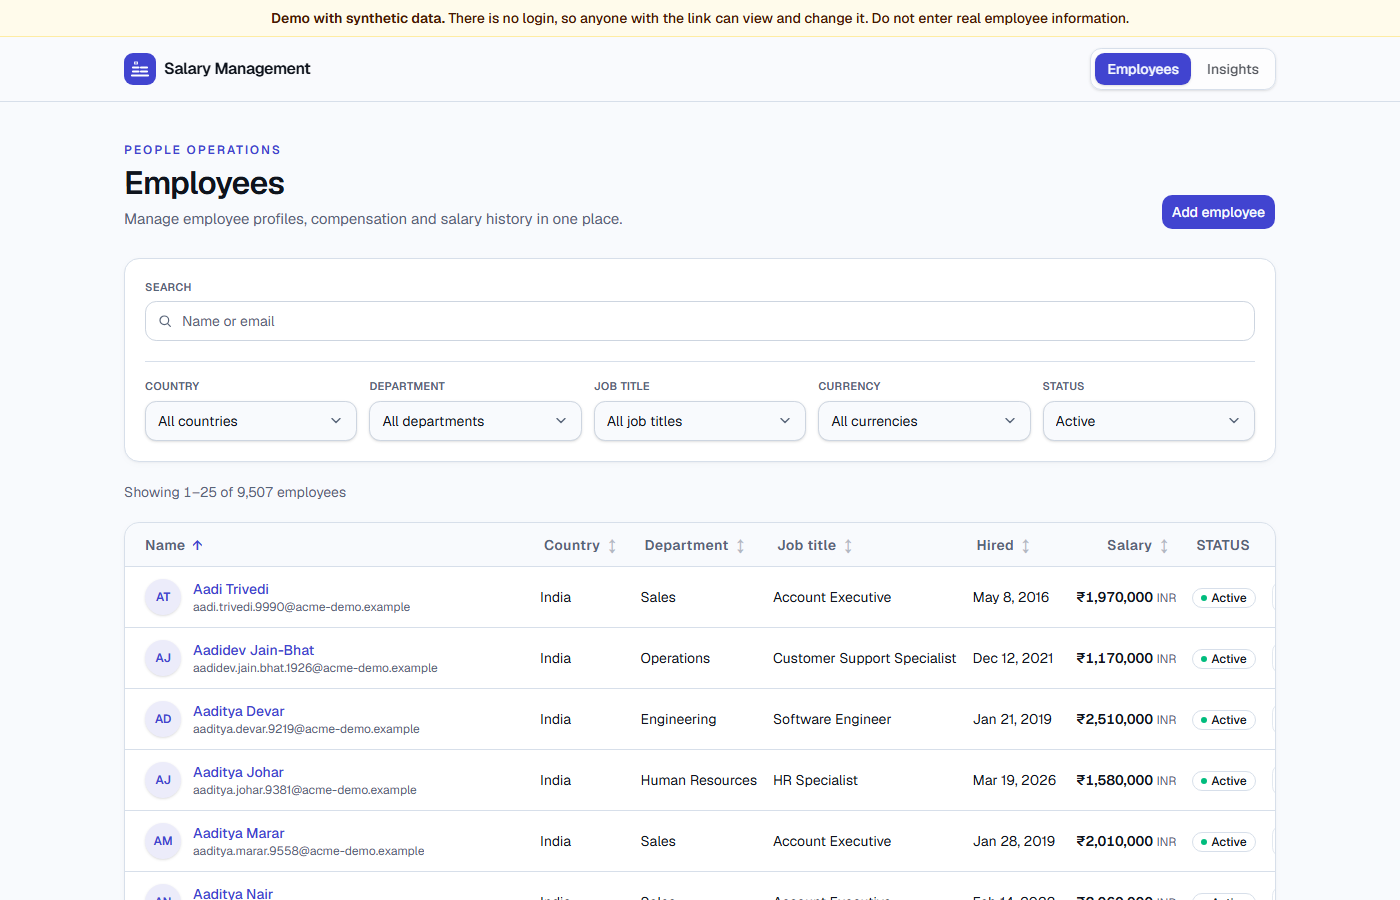 Demo with synthetic data. There is no login, so anyone with the link can view and change it. Do not enter real employee information.
Salary Management
Employees
Insights
PEOPLE OPERATIONS
Employees
Manage employee profiles, compensation and salary history in one place.
Add employee
SEARCH
Name or email
COUNTRY
DEPARTMENT
JOB TITLE
CURRENCY
STATUS
All countries
All departments
All job titles
All currencies
Active
Showing 1–25 of 9,507 employees
Name Country Department Job title Hired Salary STATUS
AT Aadi Trivedi India Sales Account Executive May 8, 2016 ₹1,970,000 INR Active
aadi.trivedi.9990@acme-demo.example
AJ Aadidev Jain-Bhat India Operations Customer Support Specialist Dec 12, 2021 ₹1,170,000 INR Active
aadidev.jain.bhat.1926@acme-demo.example
AD Aaditya Devar India Engineering Software Engineer Jan 21, 2019 ₹2,510,000 INR Active
aaditya.devar.9219@acme-demo.example
AJ Aaditya Johar India Human Resources HR Specialist Mar 19, 2026 ₹1,580,000 INR Active
aaditya.johar.9381@acme-demo.example
AM Aaditya Marar India Sales Account Executive Jan 28, 2019 ₹2,010,000 INR Active
aaditya.marar.9558@acme-demo.example
Aaditya Nair